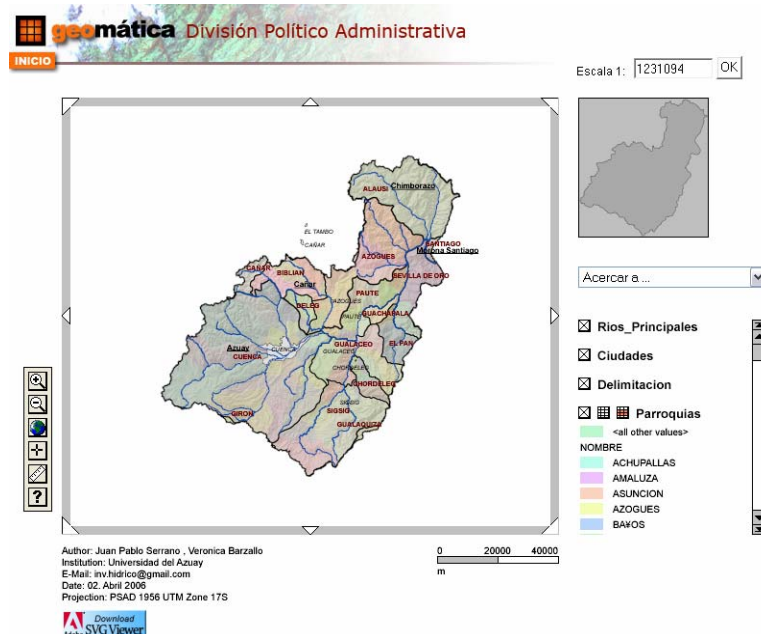 geomática División Político Administrativa
INICIO
Escala 1: 1231094 OK
ALAUSI Chimborazo
EL TAMBO
CAÑAR
SANTIAGO
Morona Santiago
AZOGUES
CAÑAR BIBLIAN
SEVILLA DE ORO
Cañar
PAUTE
AZOGUES
DELEG
PAUTE GUACHAPALA
Azuay
CUENCA
CUENCA
GUALACEO
EL PAN
GUALACEO
CHORDELEG
CHORDELEG
SIGSIG
GIRON
SIGSIG
GUALAQUIZA
Acercar a ...
Rios_Principales
Ciudades
Delimitacion
Parroquias
<all other values>
NOMBRE
ACHUPALLAS
AMALUZA
ASUNCION
AZOGUES
BA¥OS
?
Author: Juan Pablo Serrano , Veronica Barzallo
Institution: Universidad del Azuay
E-Mail: inv.hidrico@gmail.com
Date: 02. Abril 2006
Projection: PSAD 1956 UTM Zone 17S
0 20000 40000
m
Download
Adobe SVG Viewer